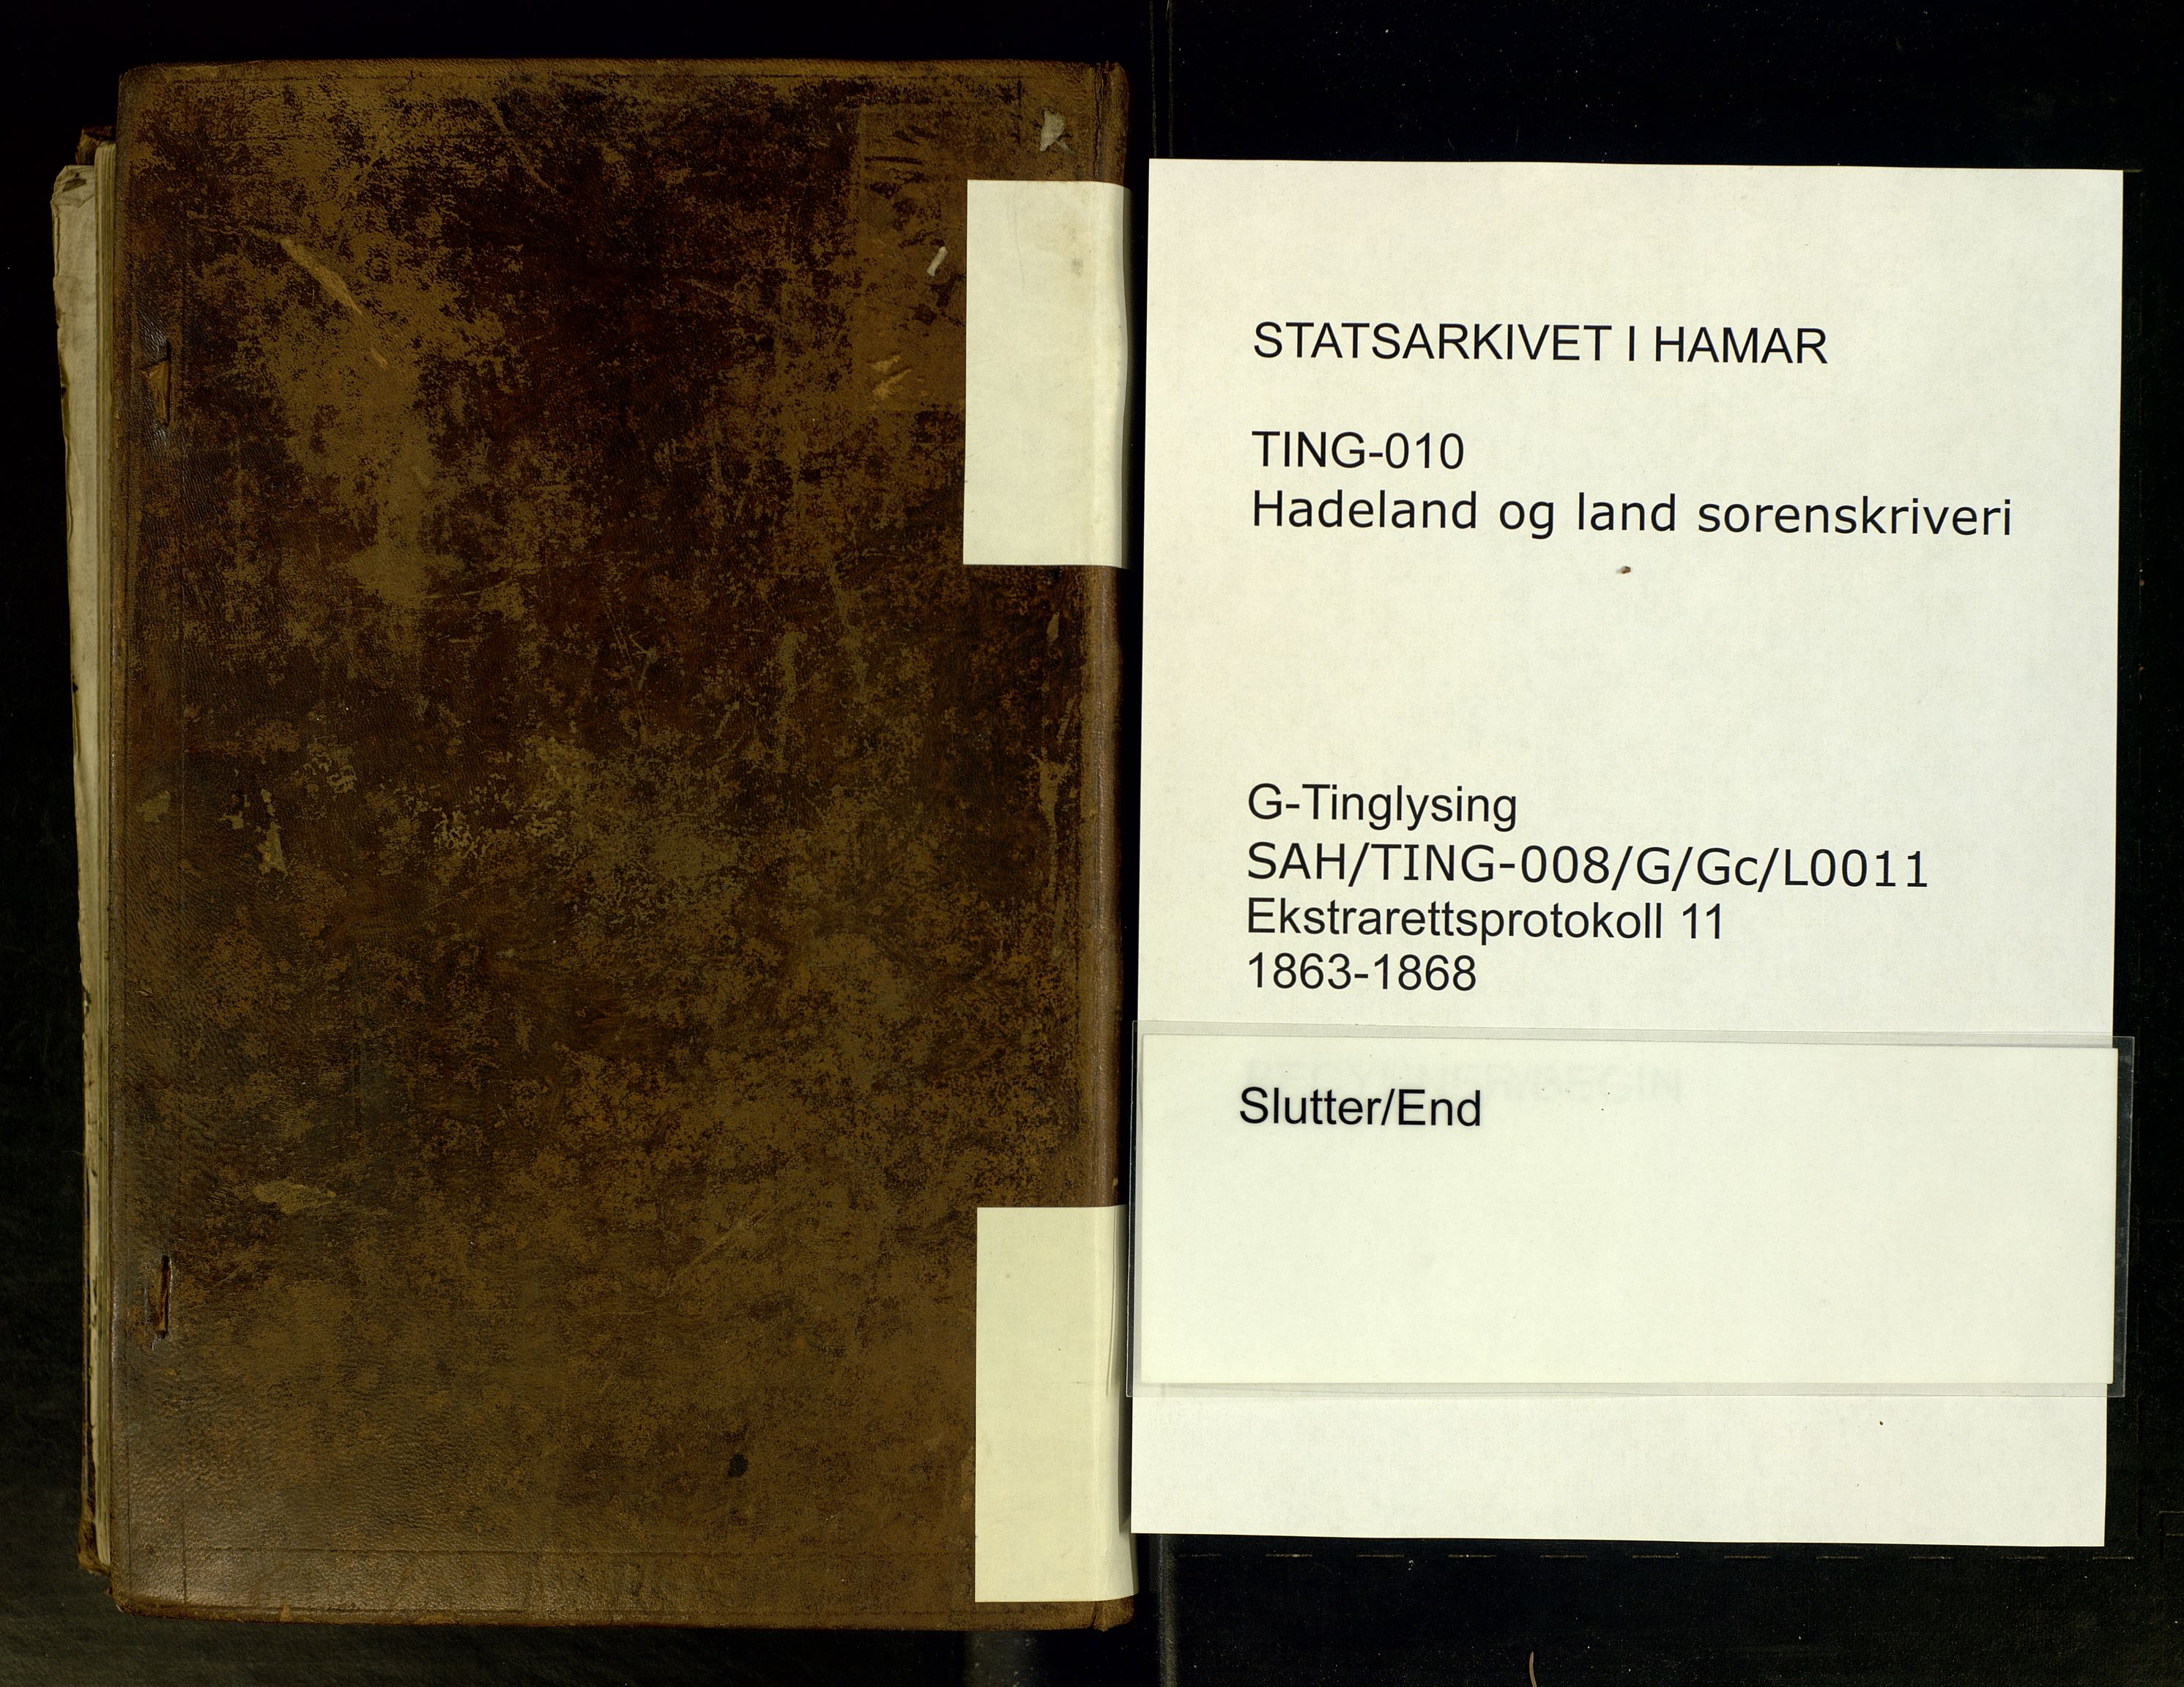 STATSARKIVET I HAMAR
TING-010
Hadeland og land sorenskriveri
G-Tinglysing
SAH/TING-008/G/Gc/L0011
Ekstrarettsprotokoll 11
1863-1868
Slutter/End